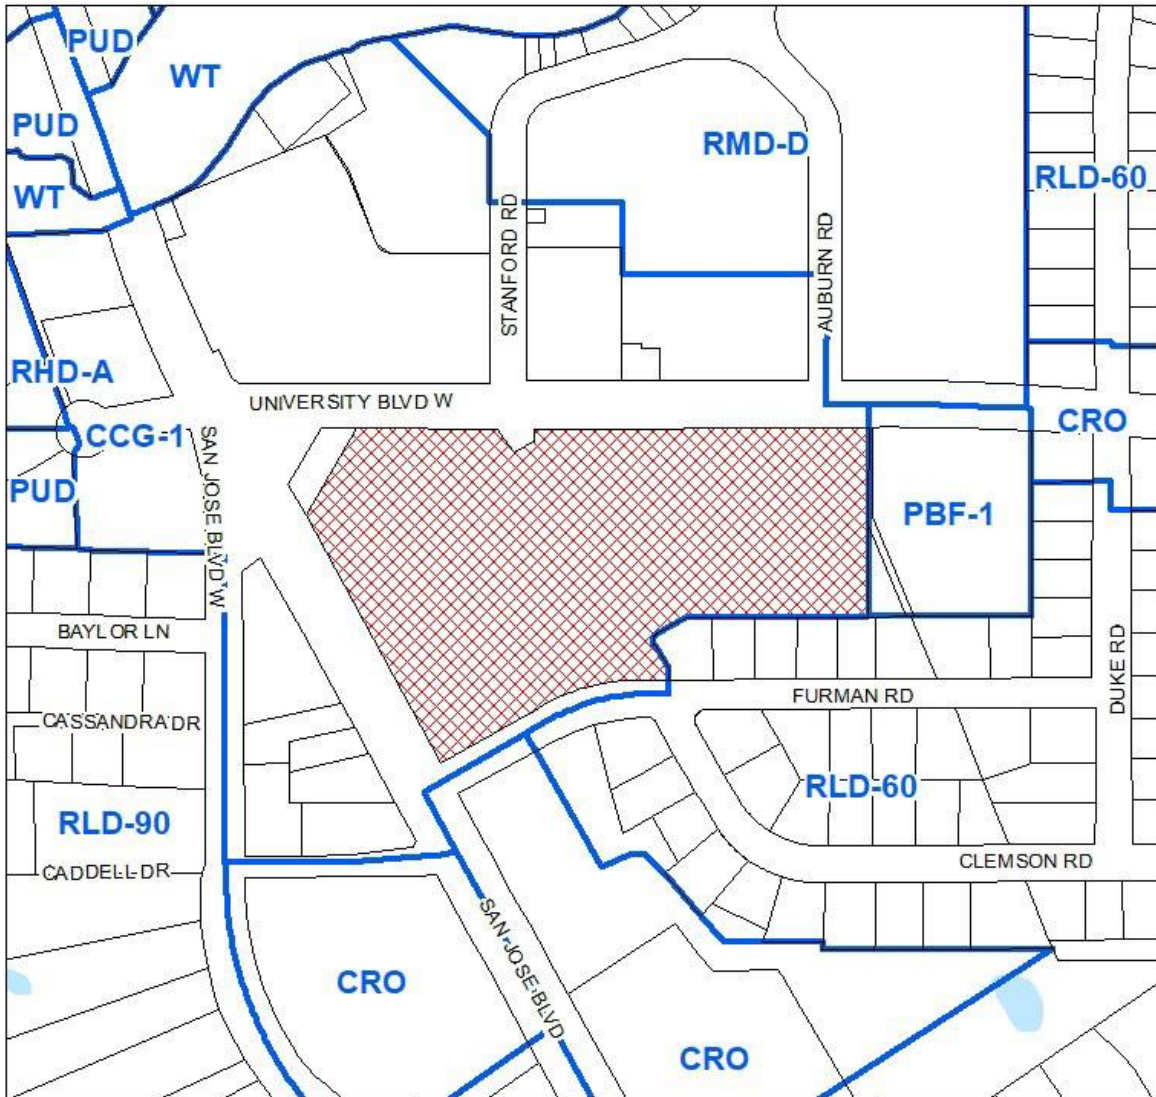 PUD
WT
PUD
RMD-D
WT
RLD-60
STANFORD RD
AUBURN RD
RHD-A
UNIVERSITY BLVD W
CCG-1
CRO
SAN JOSE BLVD W
PUD
PBF-1
BAYLOR LN
DUKE RD
FURMAN RD
CASSANDRA DR
RLD-60
RLD-90
CLEMSON RD
CADDELL DR
SAN JOSE BLVD
CRO
CRO